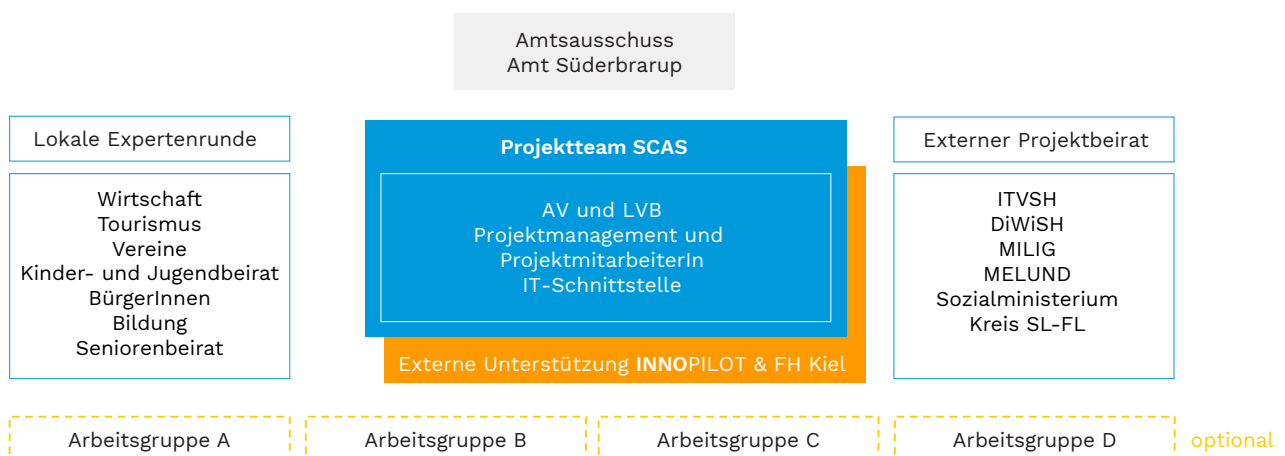 Amtsausschuss
Amt Süderbrarup
Lokale Expertenrunde
Wirtschaft
Tourismus
Vereine
Kinder- und Jugendbeirat
BürgerInnen
Bildung
Seniorenbeirat
Projektteam SCAS
AV und LVB
Projektmanagement und
ProjektmitarbeiterIn
IT-Schnittstelle
Externe Unterstützung INNOPILOT & FH Kiel
Externer Projektbeirat
ITVSH
DiWiSH
MILIG
MELUND
Sozialministerium
Kreis SL-FL
Arbeitsgruppe A
Arbeitsgruppe B
Arbeitsgruppe C
Arbeitsgruppe D
optional